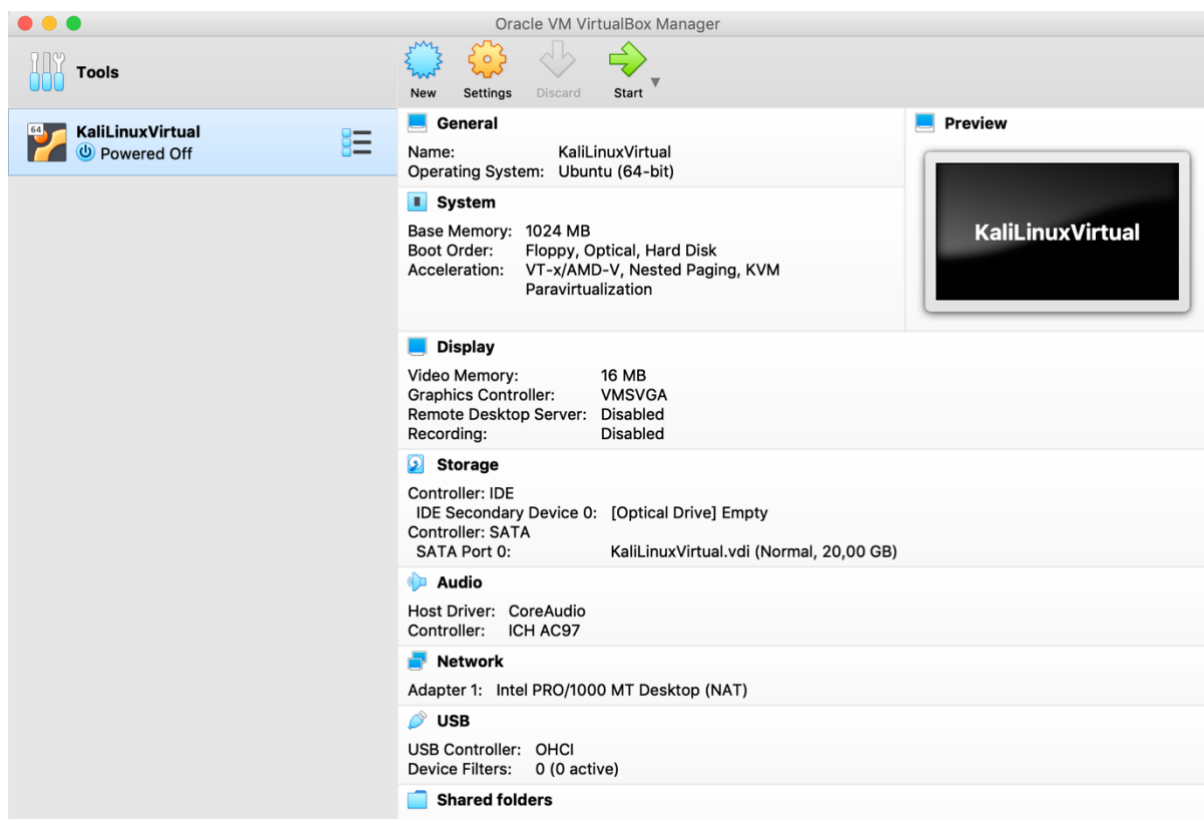 Oracle VM VirtualBox Manager
Tools
New Settings Discard Start
64
KaliLinuxVirtual
Powered Off
General
Name: KaliLinuxVirtual
Operating System: Ubuntu (64-bit)
System
Base Memory: 1024 MB
Boot Order: Floppy, Optical, Hard Disk
Acceleration: VT-x/AMD-V, Nested Paging, KVM
Paravirtualization
Preview
KaliLinuxVirtual
Display
Video Memory: 16 MB
Graphics Controller: VMSVGA
Remote Desktop Server: Disabled
Recording: Disabled
Storage
Controller: IDE
IDE Secondary Device 0: [Optical Drive] Empty
Controller: SATA
SATA Port 0: KaliLinuxVirtual.vdi (Normal, 20,00 GB)
Audio
Host Driver: CoreAudio
Controller: ICH AC97
Network
Adapter 1: Intel PRO/1000 MT Desktop (NAT)
USB
USB Controller: OHCI
Device Filters: 0 (0 active)
Shared folders